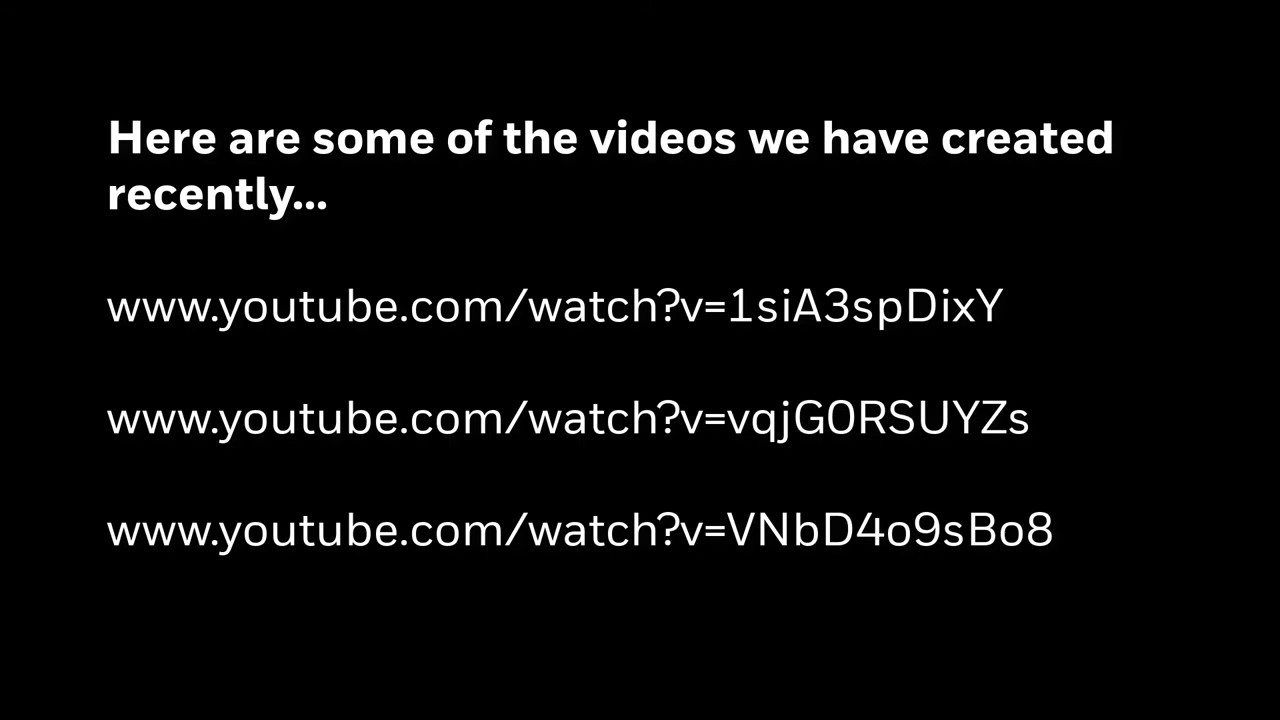 Here are some of the videos we have created
recently...
www.youtube.com/watch?v=1siA3spDixY
www.youtube.com/watch?v=vqjG0RSUYZs
www.youtube.com/watch?v=VNbD4o9sBo8